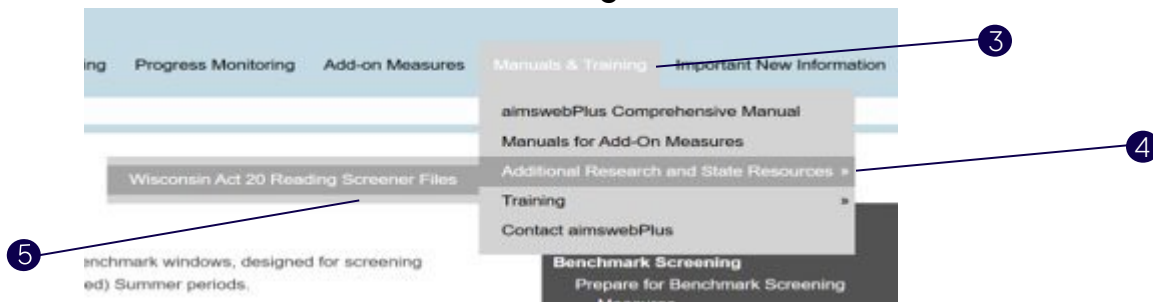 3
ing Progress Monitoring Add-on Measures Manuals & Training Important New Information
aimswebPlus Comprehensive Manual
Manuals for Add-On Measures
4
Wisconsin Act 20 Reading Screener Files Additional Research and State Resources »
Training »
Contact aimswebPlus
5
enchmark windows, designed for screening
ed) Summer periods.
Benchmark Screening
Prepare for Benchmark Screening